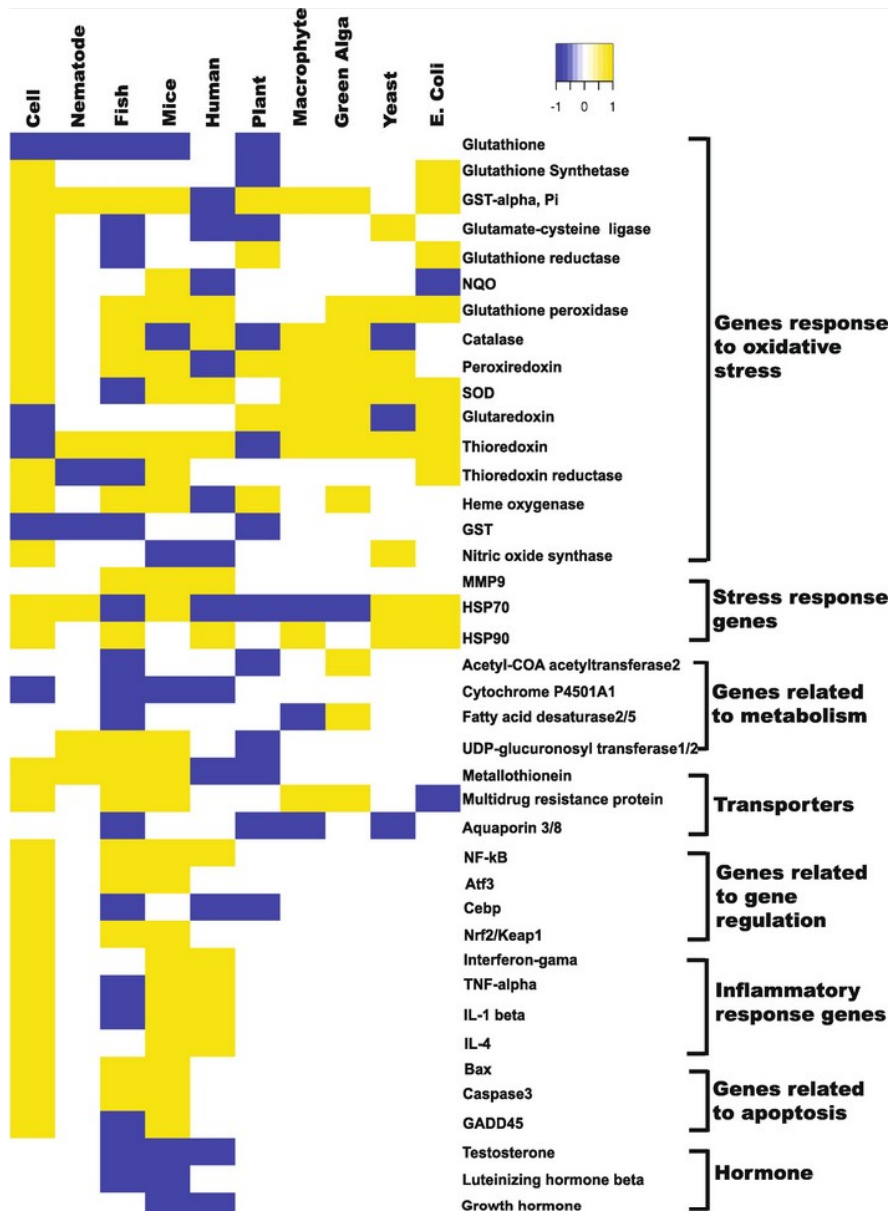 Cell
Nematode
Fish
Mice
Human
Plant
Macrophyte
Green Alga
Yeast
E. Coli
-1 0 1
Glutathione
Glutathione Synthetase
GST-alpha, Pi
Glutamate-cysteine ligase
Glutathione reductase
NQO
Glutathione peroxidase
Catalase
Peroxiredoxin
SOD
Glutaredoxin
Thioredoxin
Thioredoxin reductase
Heme oxygenase
GST
Nitric oxide synthase
Genes response
to oxidative
stress
MMP9
HSP70
HSP90
Stress response
genes
Acetyl-COA acetyltransferase2
Cytochrome P4501A1
Fatty acid desaturase2/5
UDP-glucuronosyl transferase1/2
Genes related
to metabolism
Metallothionein
Multidrug resistance protein
Aquaporin 3/8
Transporters
NF-kB
Atf3
Cebp
Nrf2/Keap1
Genes related
to gene
regulation
Interferon-gama
TNF-alpha
IL-1 beta
IL-4
Inflammatory
response genes
Bax
Caspase3
GADD45
Genes related
to apoptosis
Testosterone
Luteinizing hormone beta
Growth hormone
Hormone